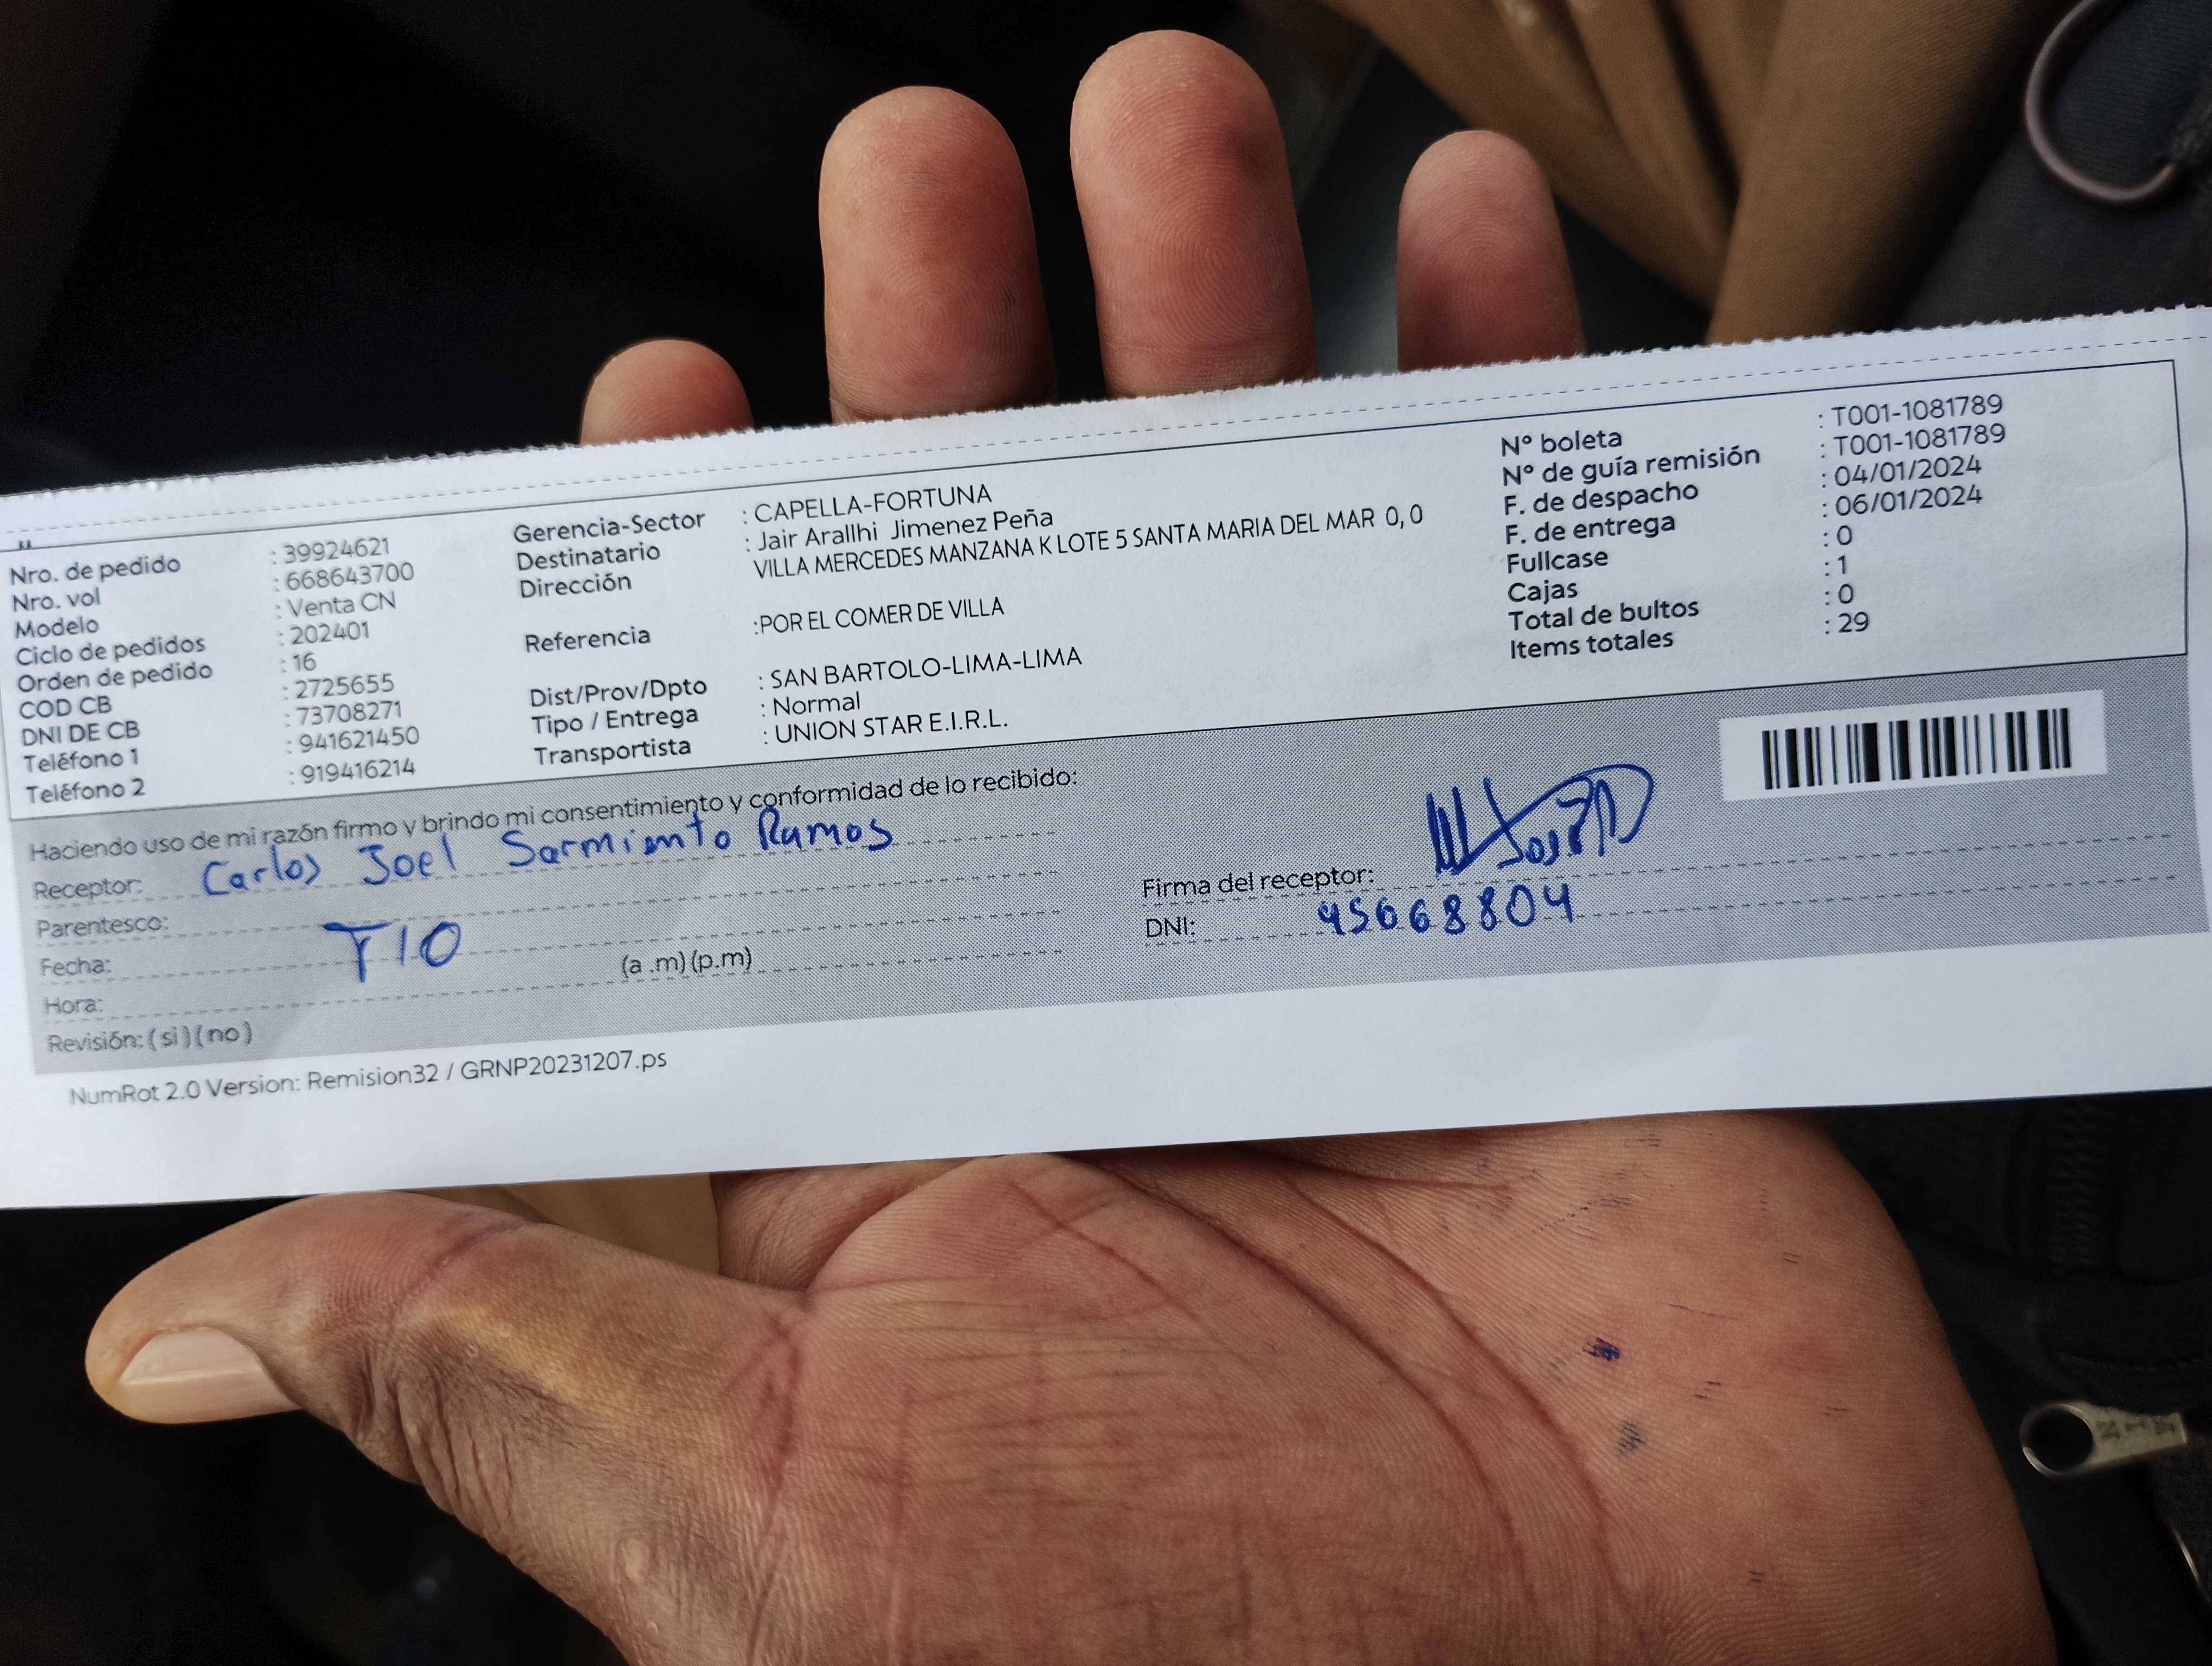 Nro. de pedido : 39924621
Nro. vol : 668643700
Modelo : Venta CN
Ciclo de pedidos : 202401
Orden de pedido : 16
COD CB : 2725655
DNI DE CB : 73708271
Teléfono 1 : 941621450
Teléfono 2 : 919416214
Gerencia-Sector : CAPELLA-FORTUNA
Destinatario : Jair Arallhi Jimenez Peña
Dirección VILLA MERCEDES MANZANA K LOTE 5 SANTA MARIA DEL MAR 0, 0
Referencia :POR EL COMER DE VILLA
Dist/Prov/Dpto : SAN BARTOLO-LIMA-LIMA
Tipo / Entrega : Normal
Transportista : UNION STAR E.I.R.L.
N° boleta : T001-1081789
N° de guía remisión : T001-1081789
F. de despacho : 04/01/2024
F. de entrega : 06/01/2024
Fullcase : 0
Cajas : 1
Total de bultos : 0
Items totales : 29
Haciendo uso de mi razón firmo y brindo mi consentimiento y conformidad de lo recibido:
Receptor: Carlos Joel Sarmiento Ramos
Parentesco: TIO
Fecha:
Hora: (a .m) (p.m)
Revisión: ( si ) ( no )
Firma del receptor:
DNI: 45668804
NumRot 2.0 Version: Remision32 / GRNP20231207.ps